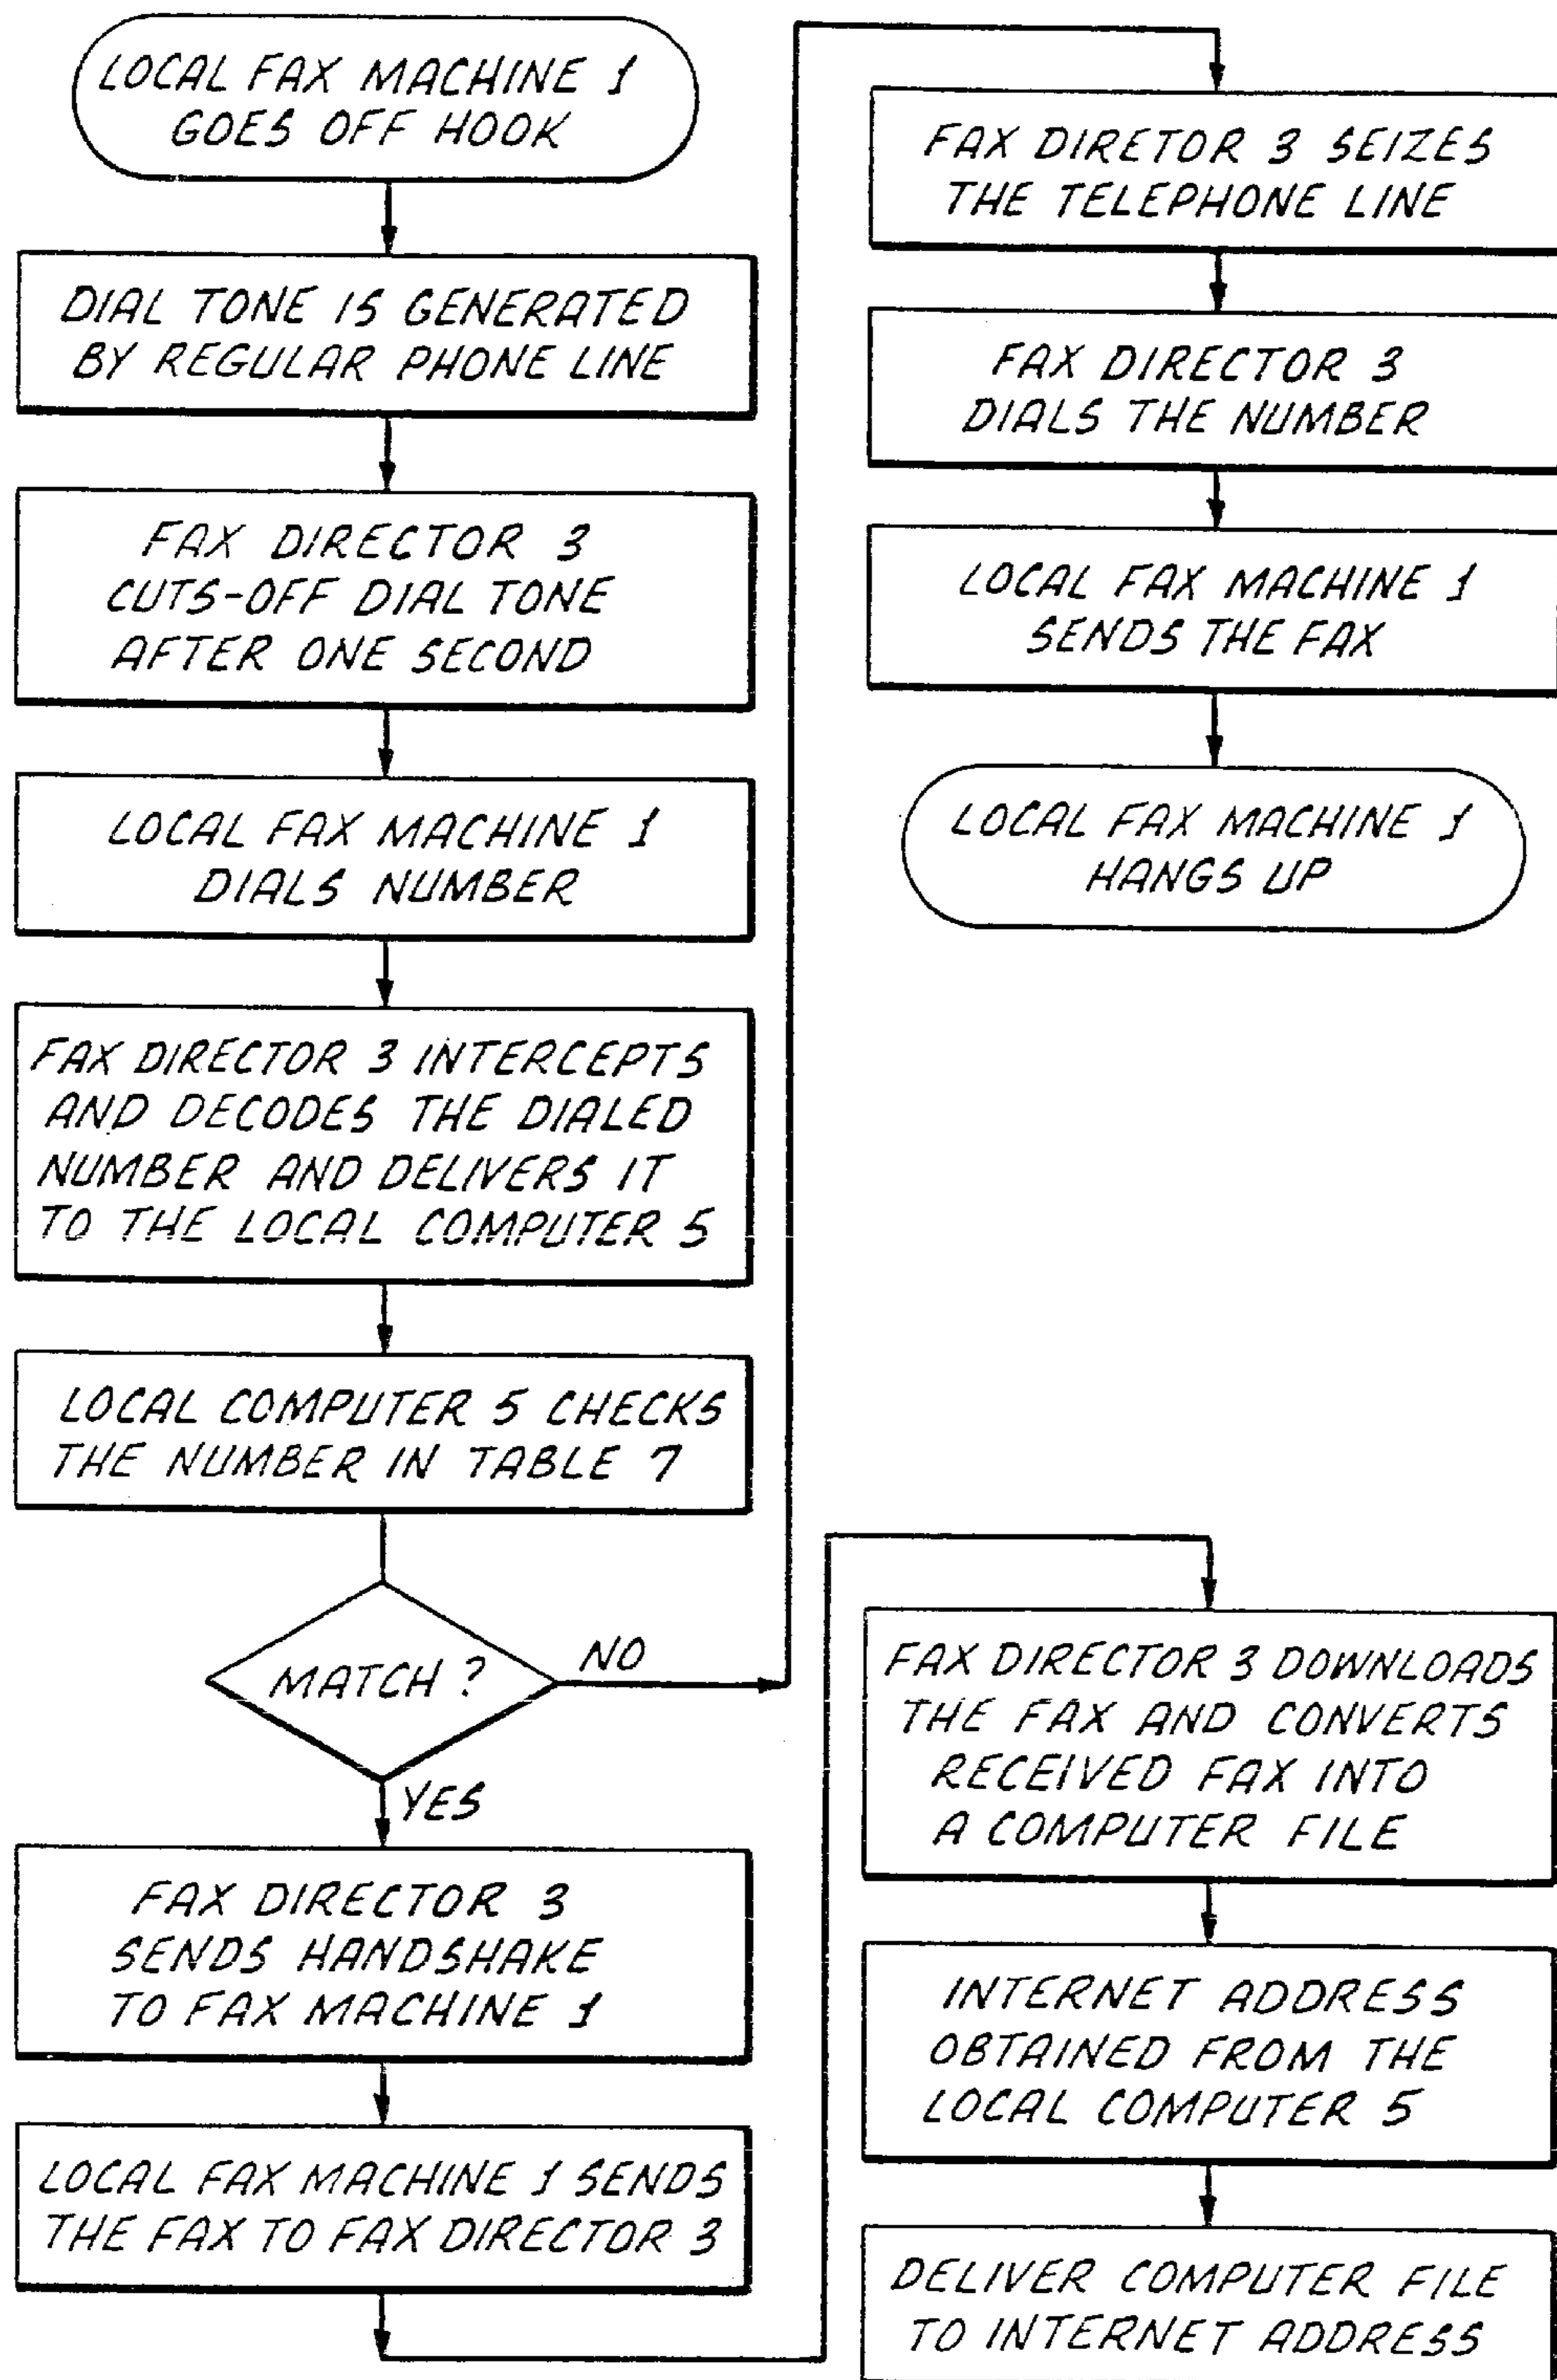 LOCAL FAX MACHINE 1
GOES OFF HOOK
DIAL TONE IS GENERATED
BY REGULAR PHONE LINE
FAX DIRECTOR 3
CUTS-OFF DIAL TONE
AFTER ONE SECOND
LOCAL FAX MACHINE 1
DIALS NUMBER
FAX DIRECTOR 3 INTERCEPTS
AND DECODES THE DIALED
NUMBER AND DELIVERS IT
TO THE LOCAL COMPUTER 5
LOCAL COMPUTER 5 CHECKS
THE NUMBER IN TABLE 7
MATCH ?
NO
YES
FAX DIRECTOR 3
SENDS HANDSHAKE
TO FAX MACHINE 1
LOCAL FAX MACHINE 1 SENDS
THE FAX TO FAX DIRECTOR 3
FAX DIRETOR 3 SEIZES
THE TELEPHONE LINE
FAX DIRECTOR 3
DIALS THE NUMBER
LOCAL FAX MACHINE 1
SENDS THE FAX
LOCAL FAX MACHINE 1
HANGS UP
FAX DIRECTOR 3 DOWNLOADS
THE FAX AND CONVERTS
RECEIVED FAX INTO
A COMPUTER FILE
INTERNET ADDRESS
OBTAINED FROM THE
LOCAL COMPUTER 5
DELIVER COMPUTER FILE
TO INTERNET ADDRESS